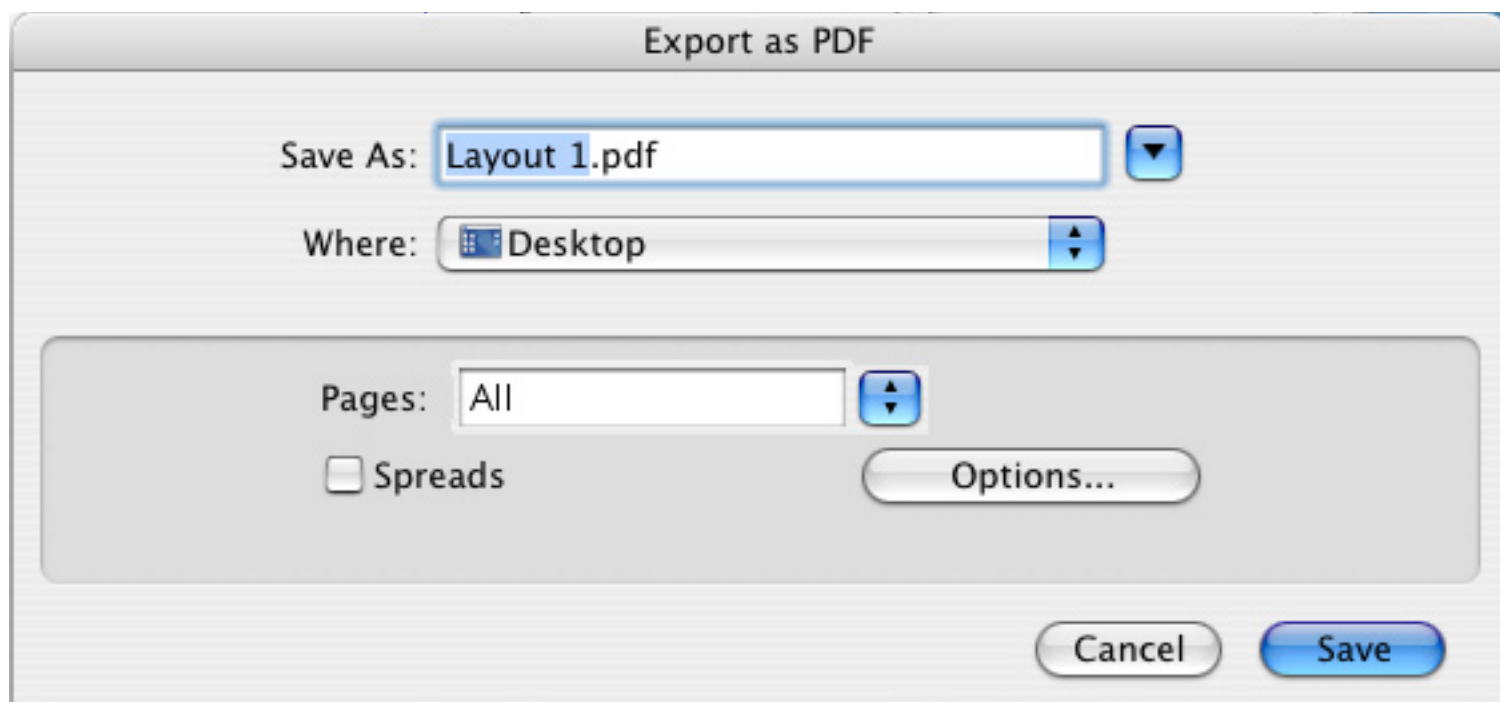 Export as PDF
Save As: Layout 1.pdf
Where: Desktop
Pages: All
Spreads Options...
Cancel Save